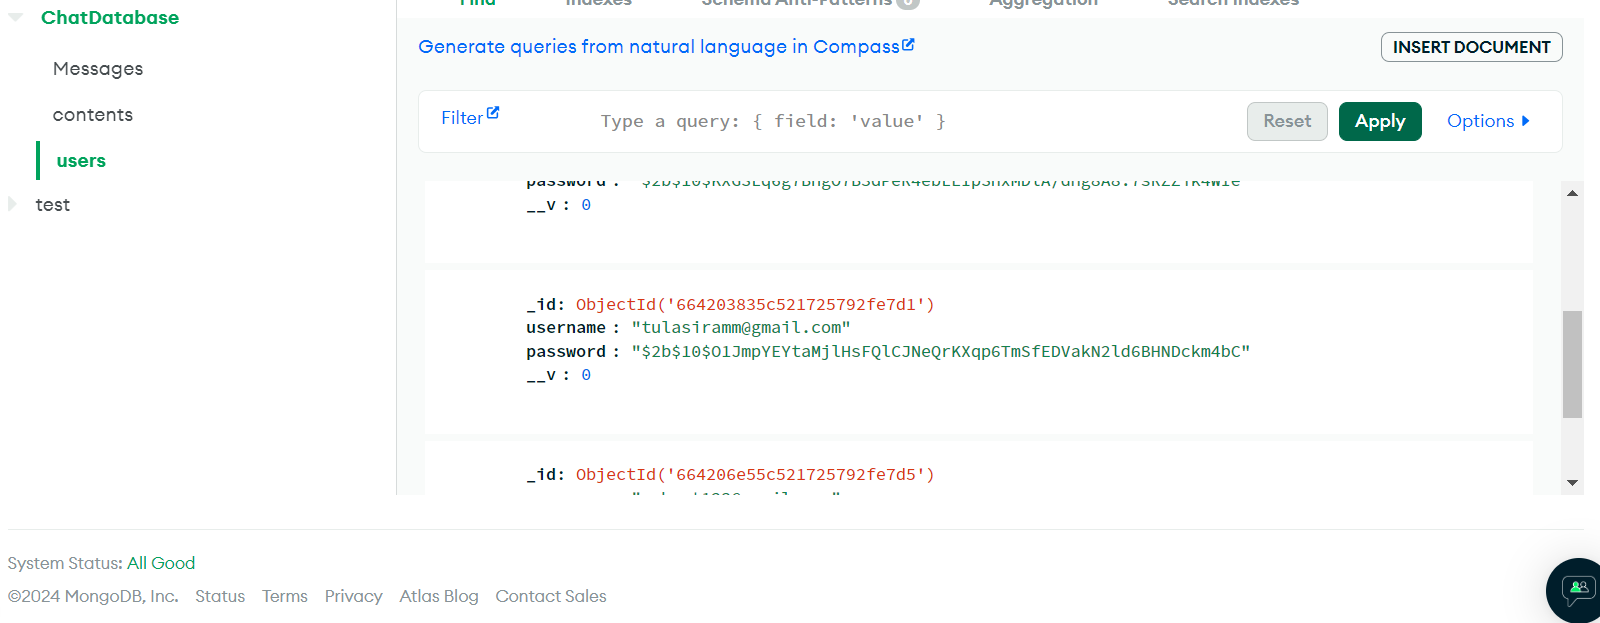 ChatDatabase
Messages
contents
users
test
Find Indexes Schema Anti-Patterns 0 Aggregation Search Indexes
Generate queries from natural language in Compass
INSERT DOCUMENT
Filter Type a query: { field: 'value' } Reset Apply Options
password :
__v : 0
_id: ObjectId('664203835c521725792fe7d1')
username : "tulasiramm@gmail.com"
password : "$2b$10$O1JmpYEYtaMjlHsFQlCJNeQrKXqp6TmSfEDVakN2ld6BHNDckm4bC"
__v : 0
_id: ObjectId('664206e55c521725792fe7d5')
System Status: All Good
©2024 MongoDB, Inc. Status Terms Privacy Atlas Blog Contact Sales